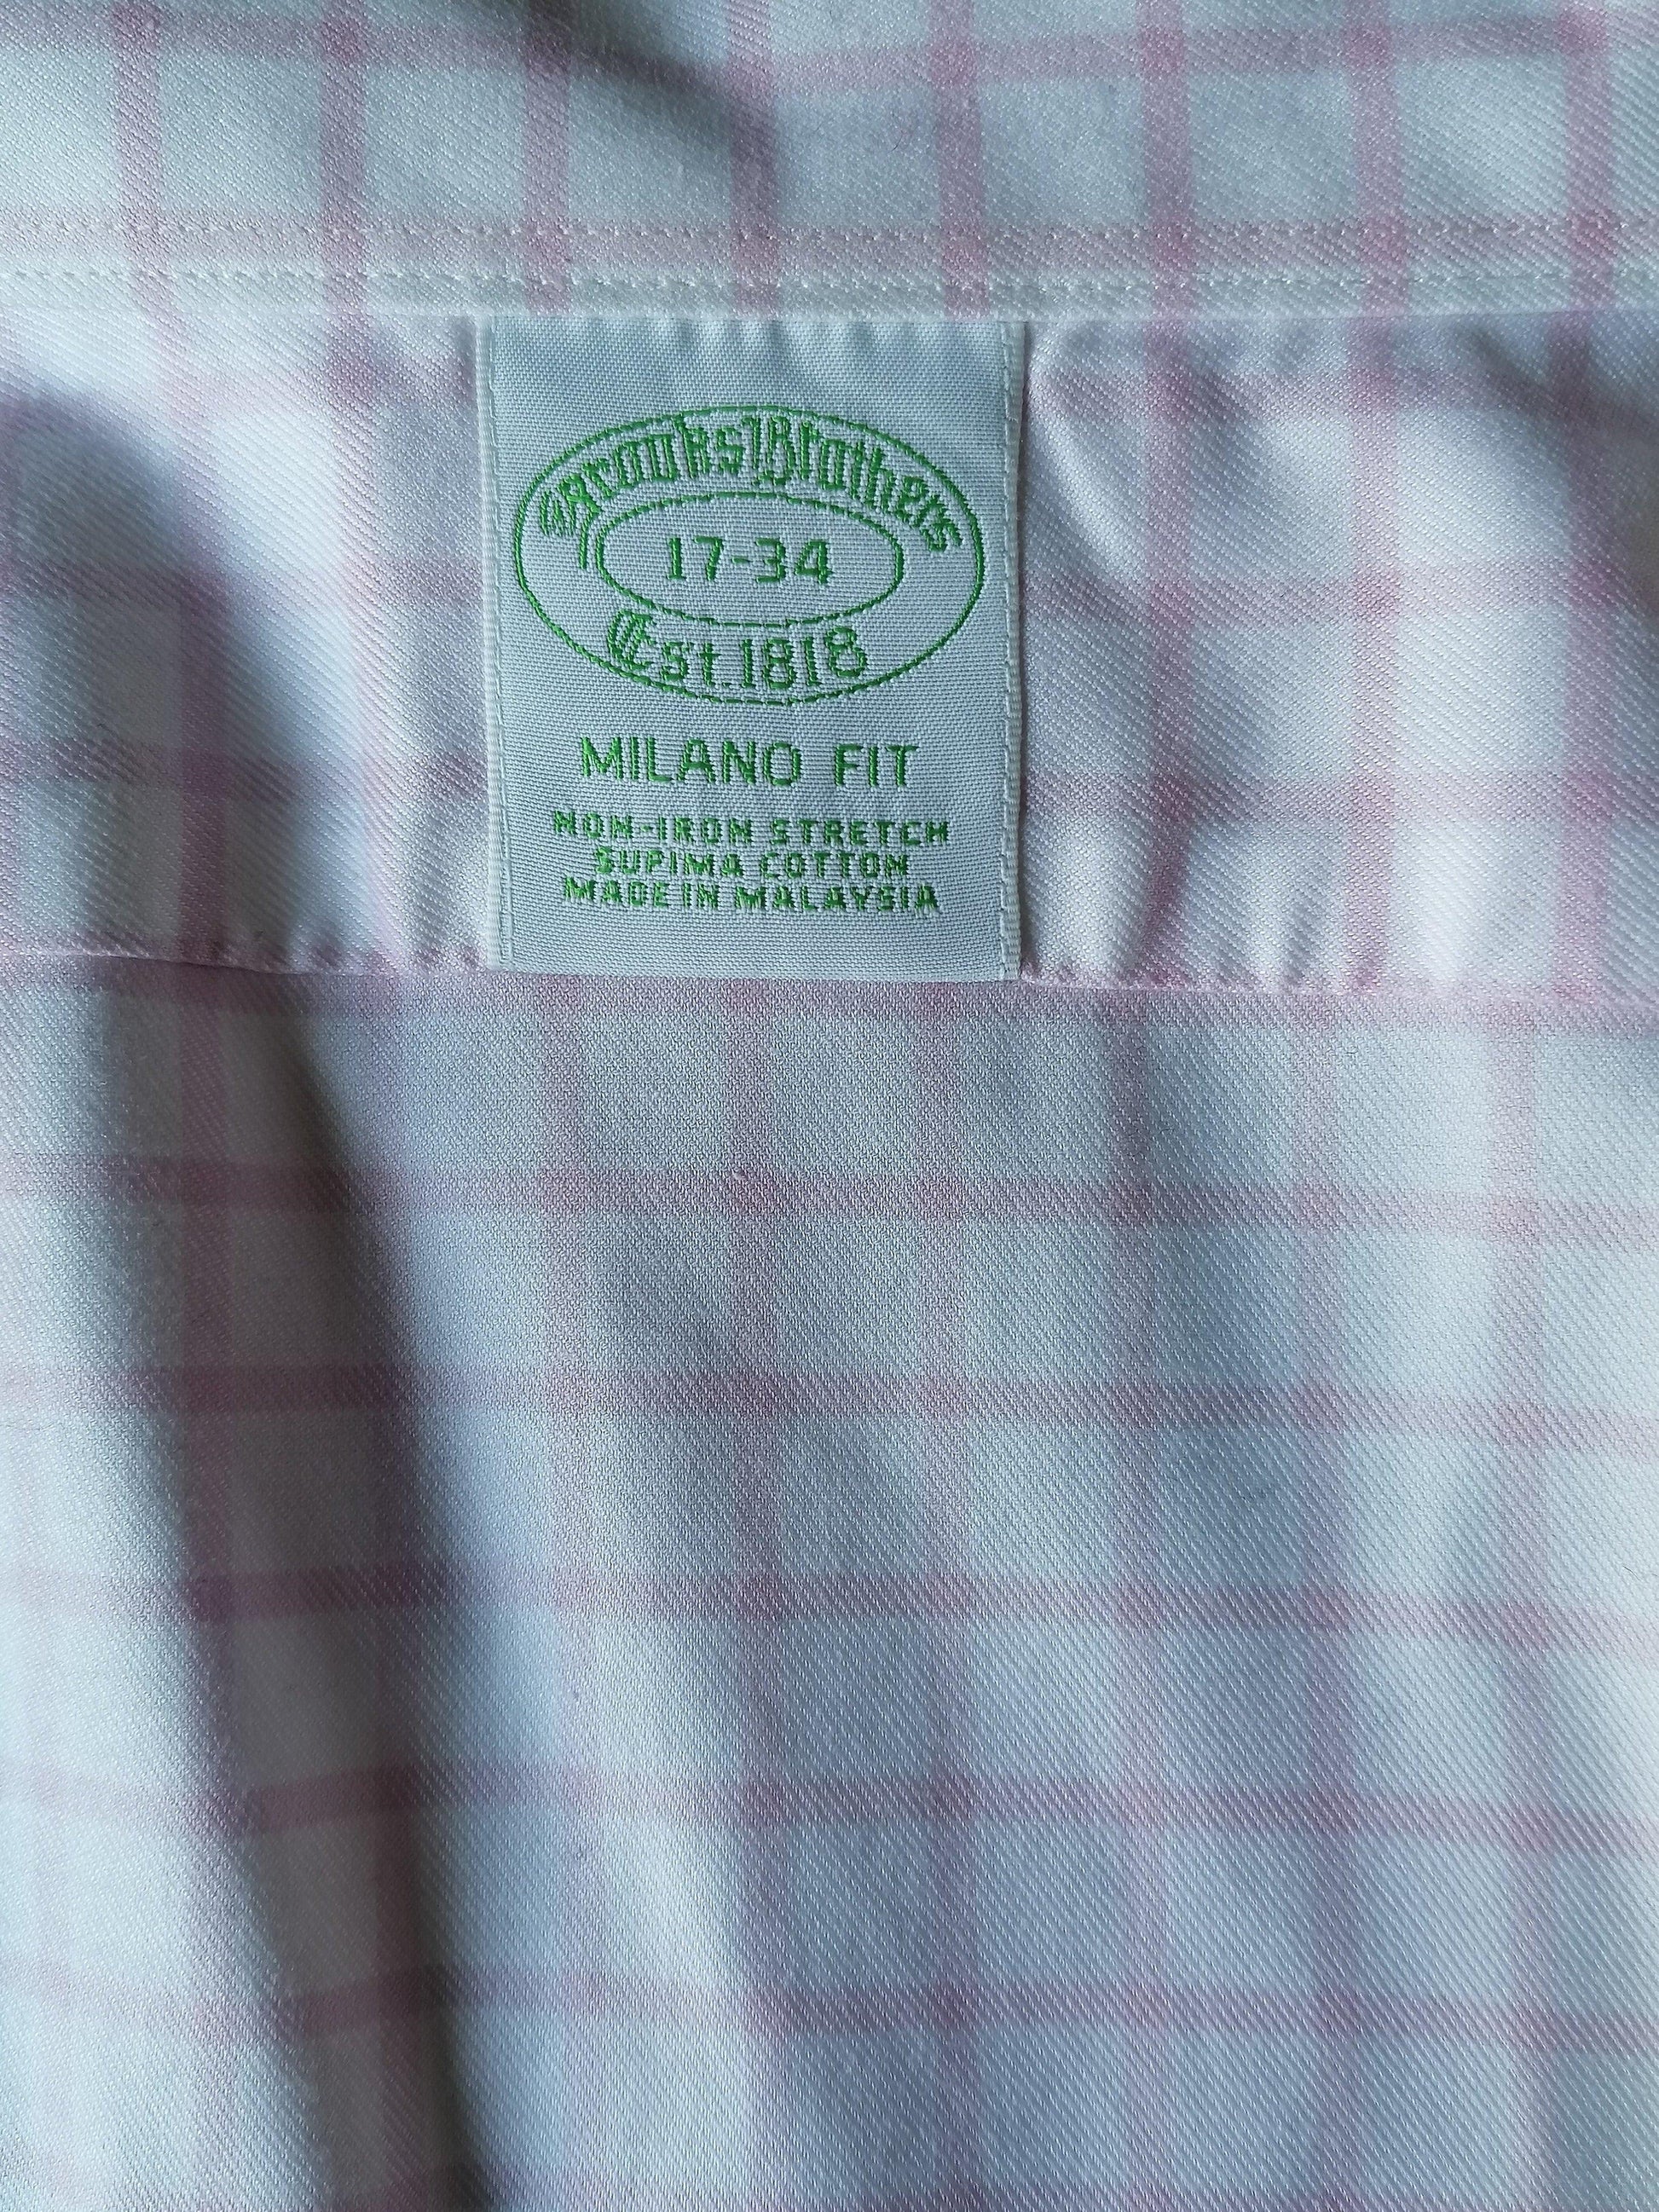 Brooks Brothers
17-34
Est. 1818
MILANO FIT
NON-IRON STRETCH
SUPIMA COTTON
MADE IN MALAYSIA